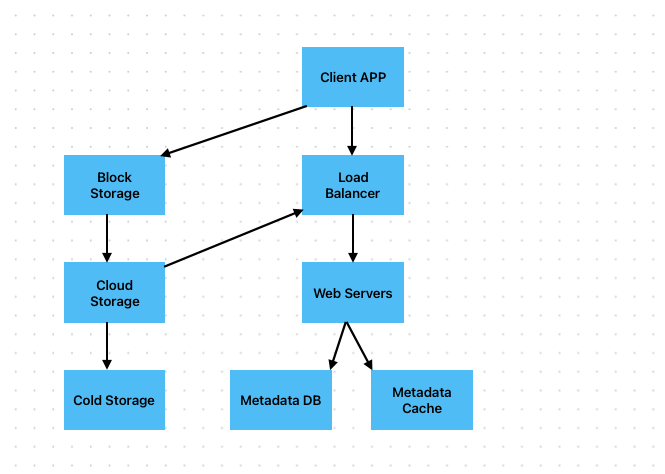 Client APP
Block
Storage
Load
Balancer
Cloud
Storage
Web Servers
Cold Storage
Metadata DB
Metadata
Cache